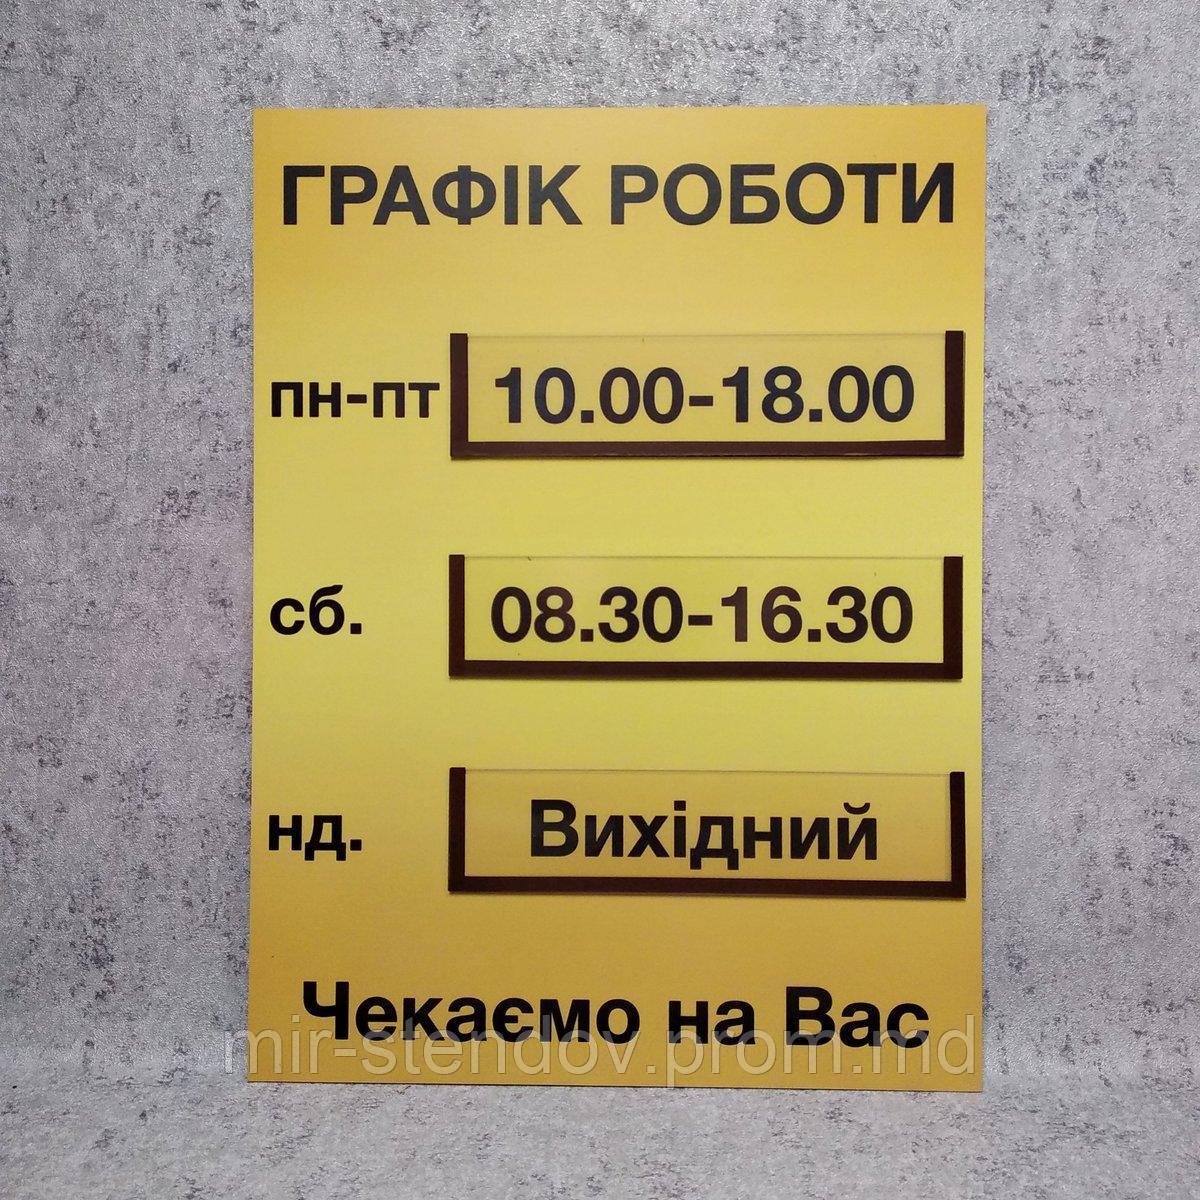 ГРАФІК РОБОТИ
пн-пт 10.00-18.00
сб. 08.30-16.30
нд. Вихідний
Чекаємо на Вас
mir-stendov.prom.md